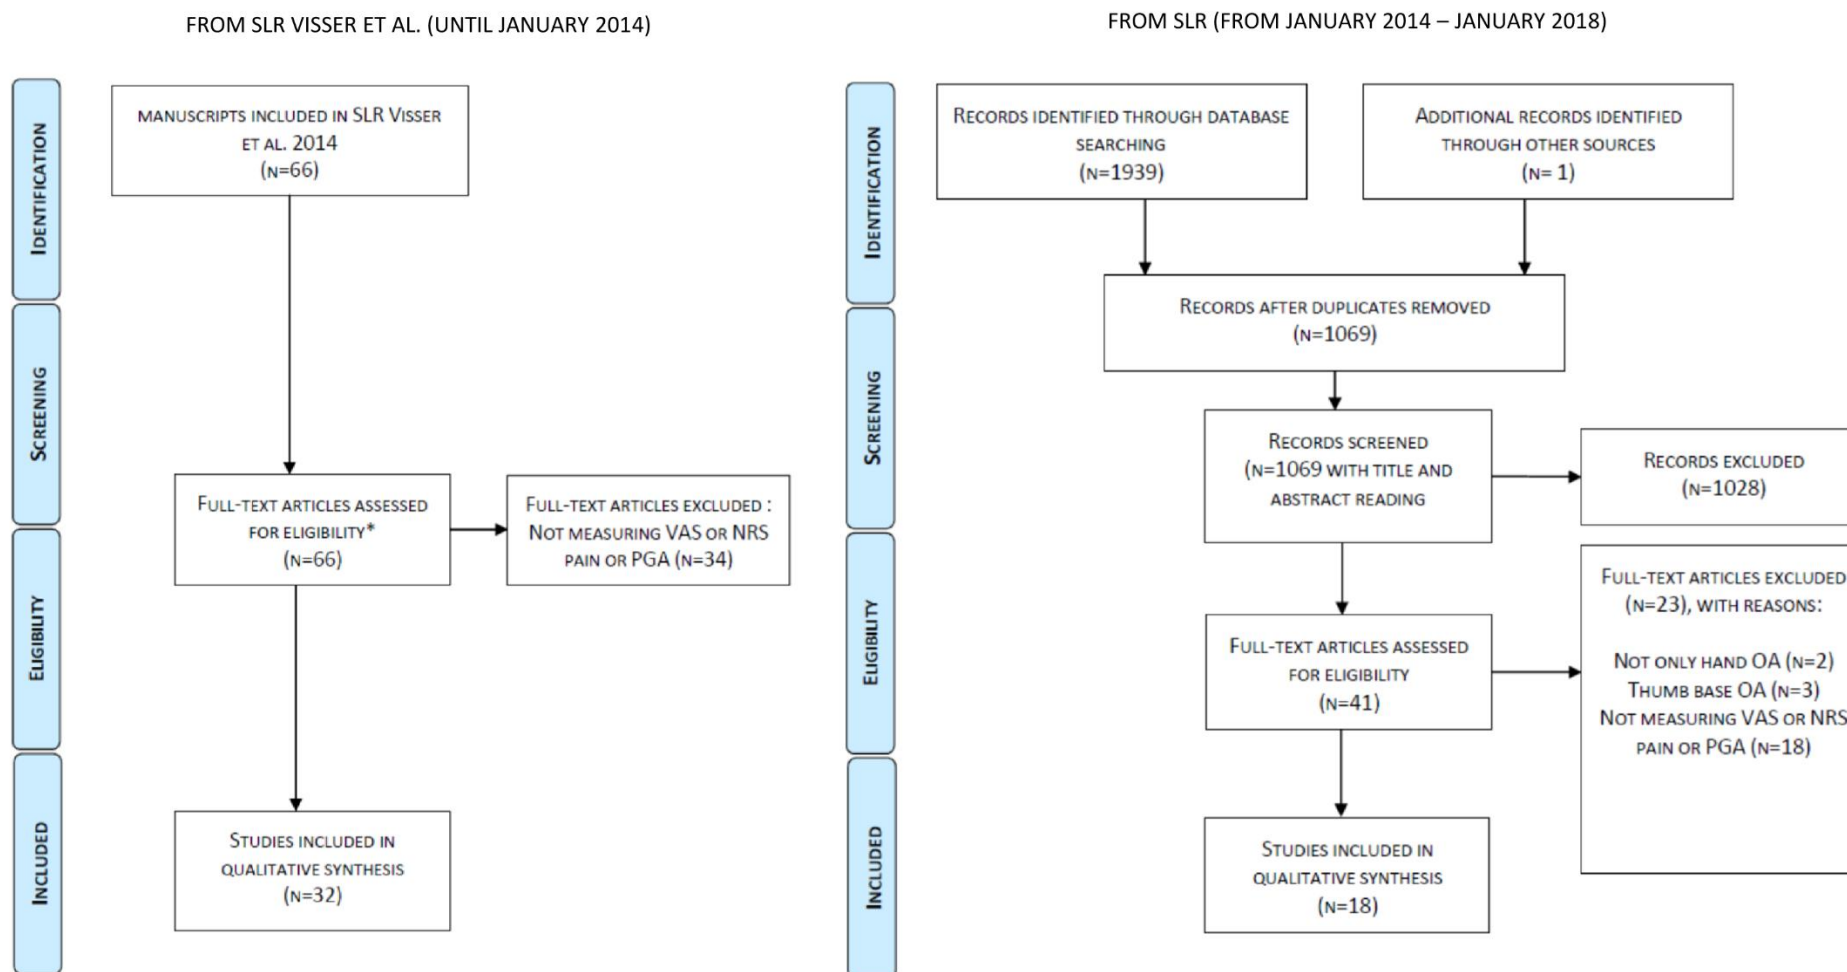 FROM SLR VISSER ET AL. (UNTIL JANUARY 2014)
IDENTIFICATION
SCREENING
ELIGIBILITY
INCLUDED
MANUSCRIPTS INCLUDED IN SLR VISSER
ET AL. 2014
(N=66)
FULL-TEXT ARTICLES ASSESSED
FOR ELIGIBILITY*
(N=66)
FULL-TEXT ARTICLES EXCLUDED :
NOT MEASURING VAS OR NRS
PAIN OR PGA (N=34)
STUDIES INCLUDED IN
QUALITATIVE SYNTHESIS
(N=32)
FROM SLR (FROM JANUARY 2014 – JANUARY 2018)
IDENTIFICATION
SCREENING
ELIGIBILITY
INCLUDED
RECORDS IDENTIFIED THROUGH DATABASE
SEARCHING
(N=1939)
ADDITIONAL RECORDS IDENTIFIED
THROUGH OTHER SOURCES
(N= 1)
RECORDS AFTER DUPLICATES REMOVED
(N=1069)
RECORDS SCREENED
(N=1069 WITH TITLE AND
ABSTRACT READING
RECORDS EXCLUDED
(N=1028)
FULL-TEXT ARTICLES ASSESSED
FOR ELIGIBILITY
(N=41)
FULL-TEXT ARTICLES EXCLUDED
(N=23), WITH REASONS:
NOT ONLY HAND OA (N=2)
THUMB BASE OA (N=3)
NOT MEASURING VAS OR NRS
PAIN OR PGA (N=18)
STUDIES INCLUDED IN
QUALITATIVE SYNTHESIS
(N=18)